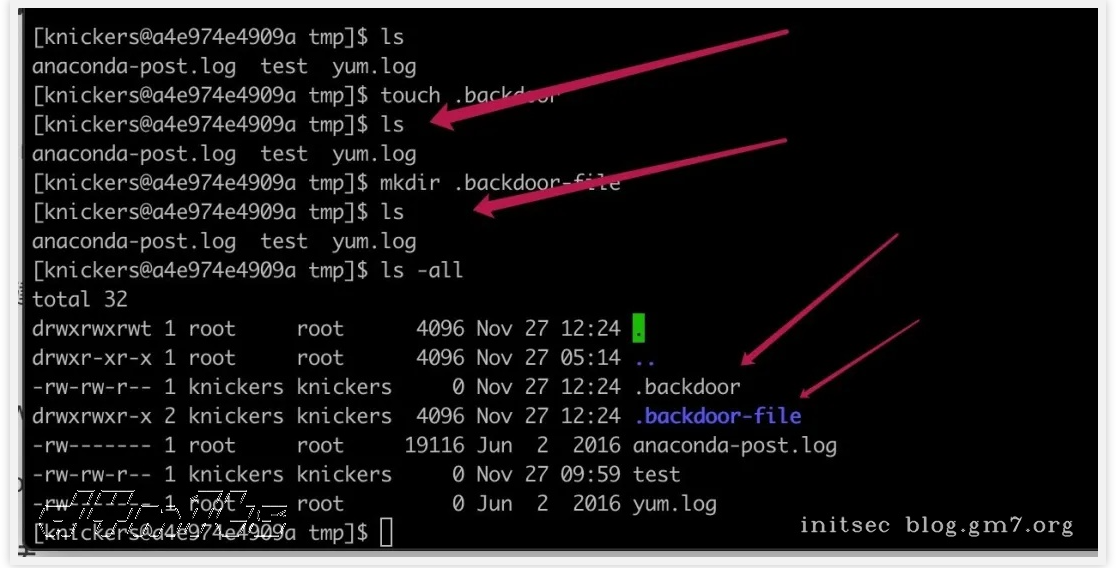 [knickers@a4e974e4909a tmp]$ ls
anaconda-post.log  test  yum.log
[knickers@a4e974e4909a tmp]$ touch .backdoor
[knickers@a4e974e4909a tmp]$ ls
anaconda-post.log  test  yum.log
[knickers@a4e974e4909a tmp]$ mkdir .backdoor-file
[knickers@a4e974e4909a tmp]$ ls
anaconda-post.log  test  yum.log
[knickers@a4e974e4909a tmp]$ ls -all
total 32
drwxrwxrwt 1 root     root      4096 Nov 27 12:24 .
drwxr-xr-x 1 root     root      4096 Nov 27 05:14 ..
-rw-rw-r-- 1 knickers knickers     0 Nov 27 12:24 .backdoor
drwxrwxr-x 2 knickers knickers  4096 Nov 27 12:24 .backdoor-file
-rw------- 1 root     root     19116 Jun  2  2016 anaconda-post.log
-rw-rw-r-- 1 knickers knickers     0 Nov 27 09:59 test
-rw------- 1 root     root         0 Jun  2  2016 yum.log
[knickers@a4e974e4909a tmp]$
initsec blog.gm7.org